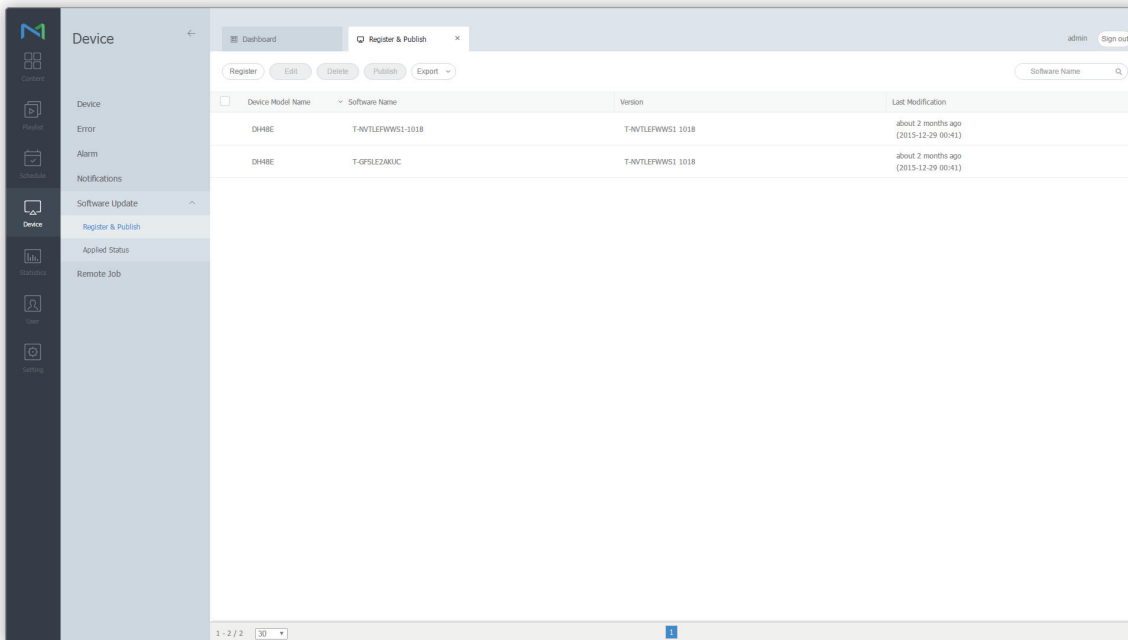 Content
Playlist
Schedule
Device
Statistics
User
Setting
Device
Device
Error
Alarm
Notifications
Software Update
Register & Publish
Applied Status
Remote Job
Dashboard
Register & Publish
admin
Sign out
Register
Edit
Delete
Publish
Export
Software Name
Device Model Name
Software Name
Version
Last Modification
DH48E
T-NVTLEFWWS1-1018
T-NVTLEFWWS1 1018
about 2 months ago
(2015-12-29 00:41)
DH48E
T-GFSLE2AKUC
T-NVTLEFWWS1 1018
about 2 months ago
(2015-12-29 00:41)
1 - 2 / 2
30
1